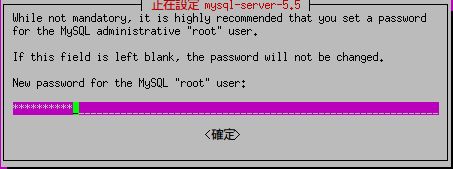 正在設定 mysql-server-5.5
While not mandatory, it is highly recommended that you set a password
for the MySQL administrative "root" user.
If this field is left blank, the password will not be changed.
New password for the MySQL "root" user:
**********
<確定>